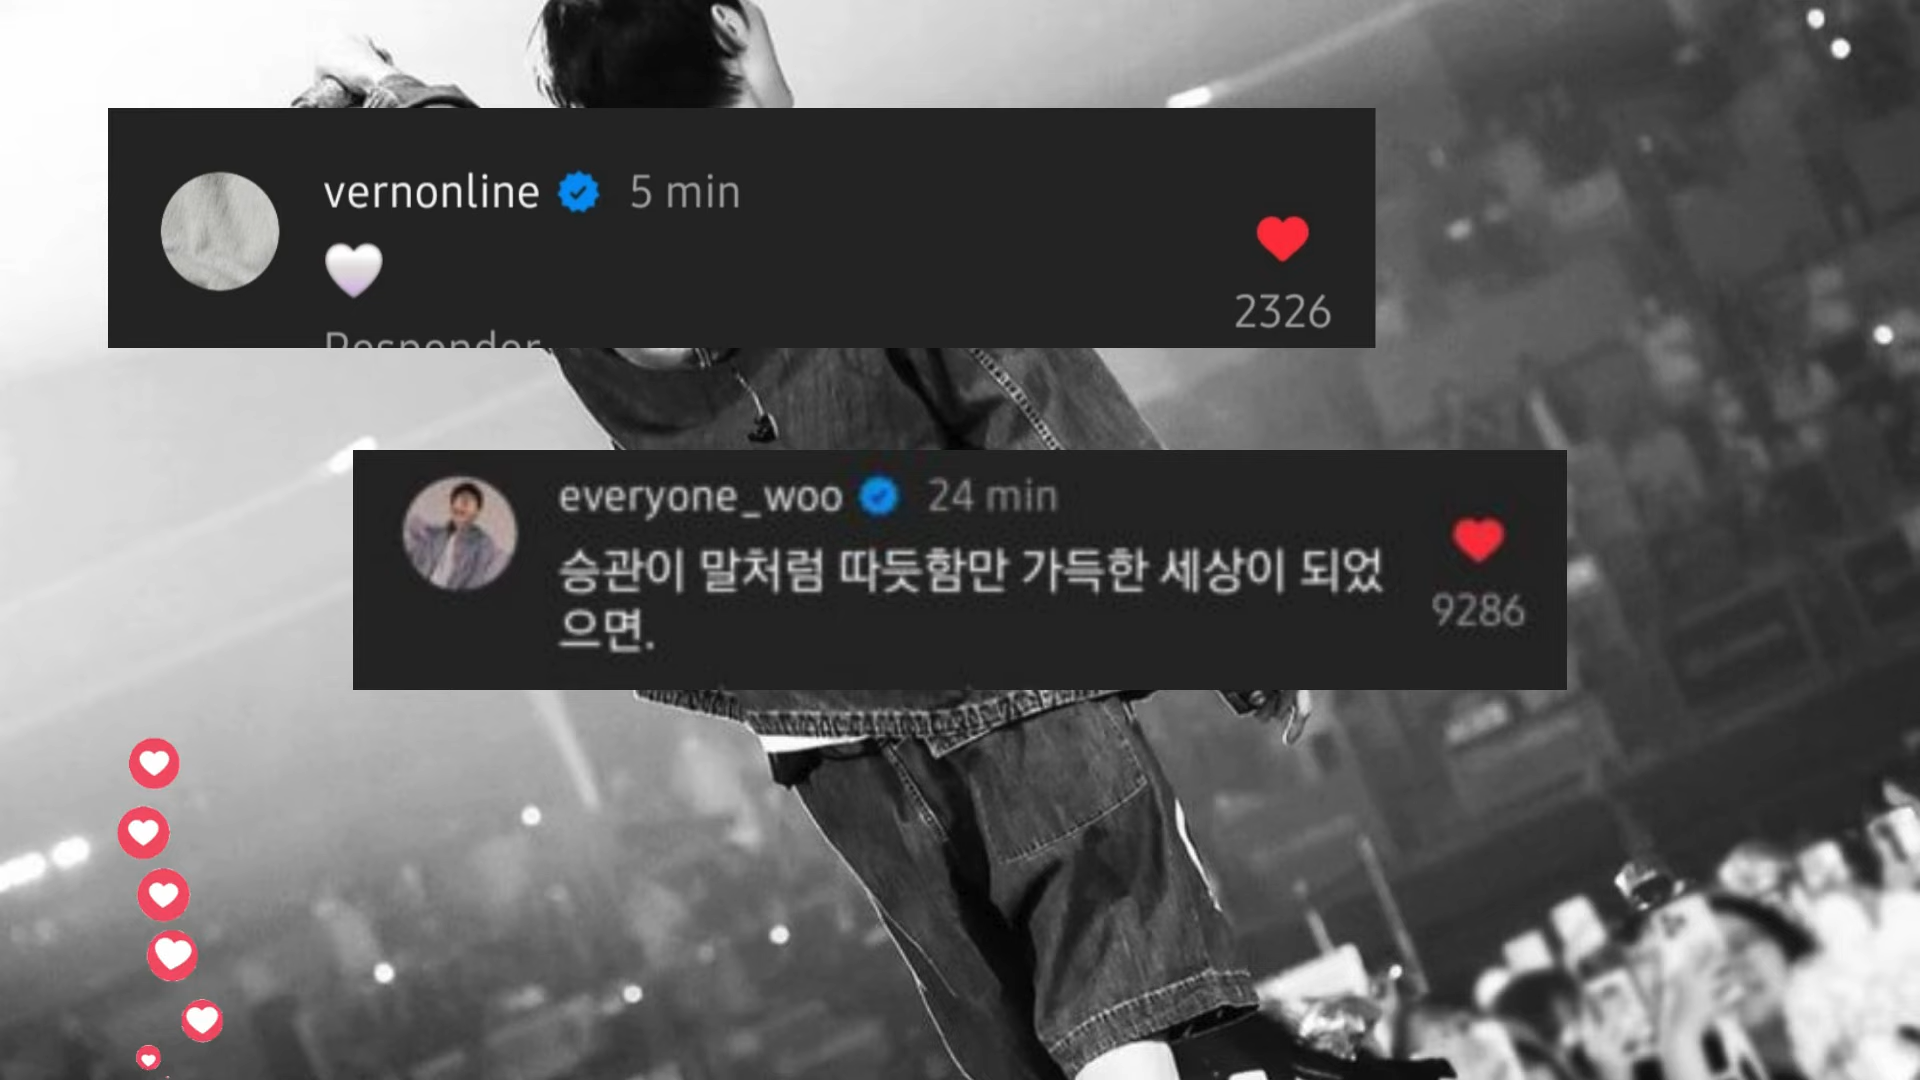 vernonline 5 min
🤍
2326
Responder
everyone_woo 24 min
승관이 말처럼 따듯함만 가득한 세상이 되었
으면.
9286